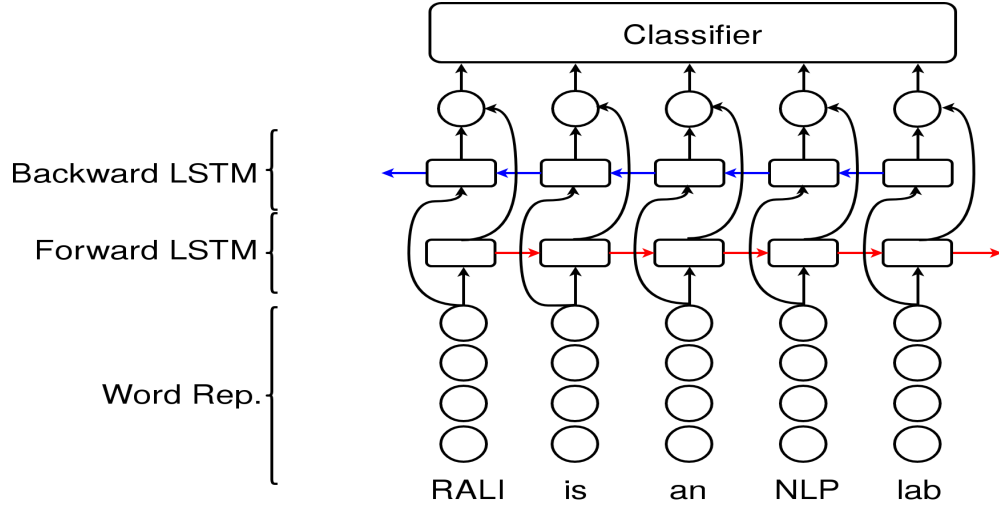 Classifier
Backward LSTM
Forward LSTM
Word Rep.
RALI is an NLP lab